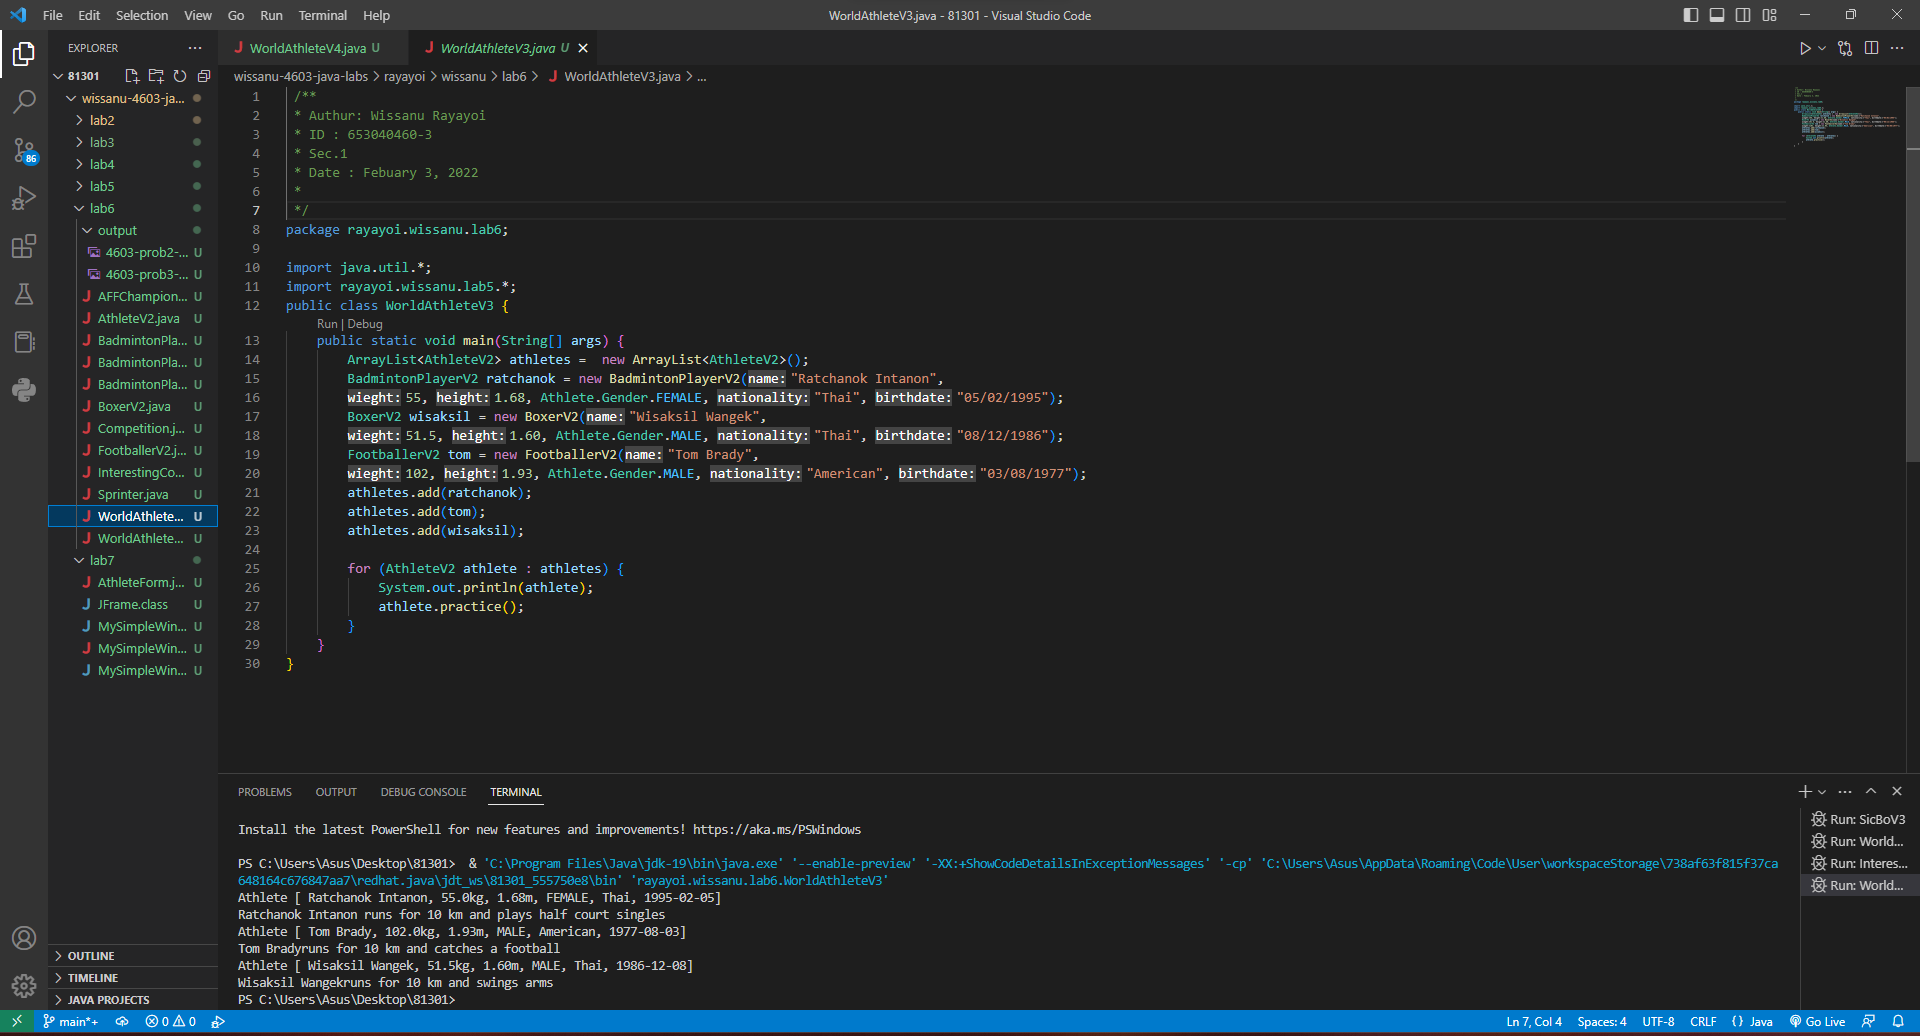 File Edit Selection View Go Run Terminal Help
WorldAthleteV3.java - 81301 - Visual Studio Code
EXPLORER
81301
wissanu-4603-ja...
lab2
lab3
lab4
lab5
lab6
output
4603-prob2-... U
4603-prob3-... U
AFFChampion... U
AthleteV2.java U
BadmintonPla... U
BadmintonPla... U
BadmintonPla... U
BoxerV2.java U
Competition.j... U
FootballerV2.j... U
InterestingCo... U
Sprinter.java U
WorldAthlete... U
WorldAthlete... U
lab7
AthleteForm.j... U
JFrame.class U
MySimpleWin... U
MySimpleWin... U
MySimpleWin... U
OUTLINE
TIMELINE
JAVA PROJECTS
86
WorldAthleteV4.java U
WorldAthleteV3.java U
wissanu-4603-java-labs > rayayoi > wissanu > lab6 > WorldAthleteV3.java > ...
1 /**
2 * Authur: Wissanu Rayayoi
3 * ID : 653040460-3
4 * Sec.1
5 * Date : Febuary 3, 2022
6 *
7 */
8 package rayayoi.wissanu.lab6;
9
10 import java.util.*;
11 import rayayoi.wissanu.lab5.*;
12 public class WorldAthleteV3 {
Run | Debug
13 public static void main(String[] args) {
14 ArrayList<AthleteV2> athletes =  new ArrayList<AthleteV2>();
15 BadmintonPlayerV2 ratchanok = new BadmintonPlayerV2(name: "Ratchanok Intanon",
16 wieght: 55, height: 1.68, Athlete.Gender.FEMALE, nationality: "Thai", birthdate: "05/02/1995");
17 BoxerV2 wisaksil = new BoxerV2(name: "Wisaksil Wangek",
18 wieght: 51.5, height: 1.60, Athlete.Gender.MALE, nationality: "Thai", birthdate: "08/12/1986");
19 FootballerV2 tom = new FootballerV2(name: "Tom Brady",
20 wieght: 102, height: 1.93, Athlete.Gender.MALE, nationality: "American", birthdate: "03/08/1977");
21 athletes.add(ratchanok);
22 athletes.add(tom);
23 athletes.add(wisaksil);
24
25 for (AthleteV2 athlete : athletes) {
26 System.out.println(athlete);
27 athlete.practice();
28 }
29 }
30 }
PROBLEMS OUTPUT DEBUG CONSOLE TERMINAL
Install the latest PowerShell for new features and improvements! https://aka.ms/PSWindows
PS C:\Users\Asus\Desktop\81301>  & 'C:\Program Files\Java\jdk-19\bin\java.exe' '--enable-preview' '-XX:+ShowCodeDetailsInExceptionMessages' '-cp' 'C:\Users\Asus\AppData\Roaming\Code\User\workspaceStorage\738af63f815f37ca
648164c676847aa7\redhat.java\jdt_ws\81301_555750e8\bin' 'rayayoi.wissanu.lab6.WorldAthleteV3'
Athlete [ Ratchanok Intanon, 55.0kg, 1.68m, FEMALE, Thai, 1995-02-05]
Ratchanok Intanon runs for 10 km and plays half court singles
Athlete [ Tom Brady, 102.0kg, 1.93m, MALE, American, 1977-08-03]
Tom Bradyruns for 10 km and catches a football
Athlete [ Wisaksil Wangek, 51.5kg, 1.60m, MALE, Thai, 1986-12-08]
Wisaksil Wangekruns for 10 km and swings arms
PS C:\Users\Asus\Desktop\81301>
Run: SicBoV3
Run: World...
Run: Interes...
Run: World...
main*+ 0 0
Ln 7, Col 4 Spaces: 4 UTF-8 CRLF {} Java Go Live